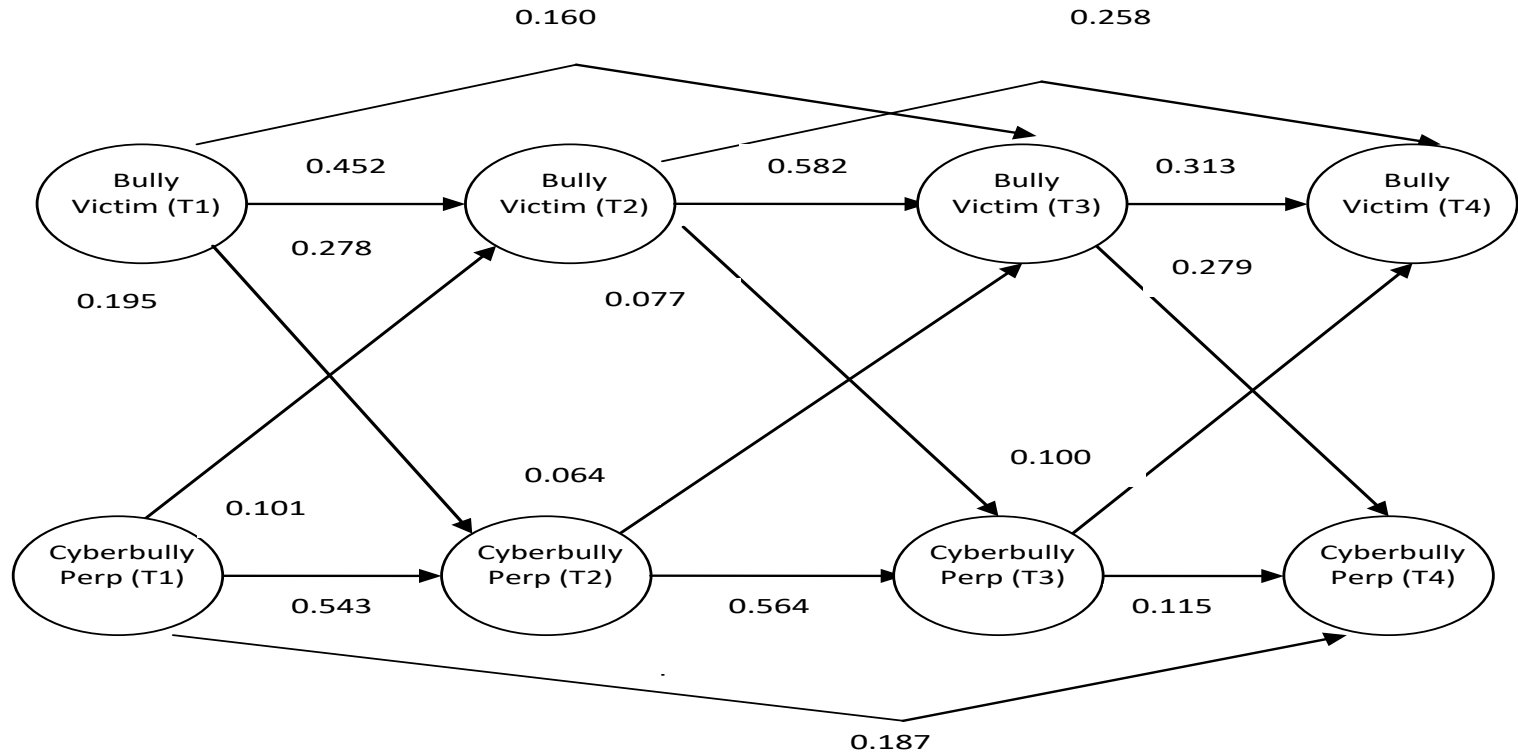 0.160
0.258
0.452
0.582
0.313
Bully
Victim (T1)
Bully
Victim (T2)
Bully
Victim (T3)
Bully
Victim (T4)
0.278
0.279
0.195
0.077
0.100
0.064
0.101
Cyberbully
Perp (T1)
Cyberbully
Perp (T2)
Cyberbully
Perp (T3)
Cyberbully
Perp (T4)
0.543
0.564
0.115
0.187